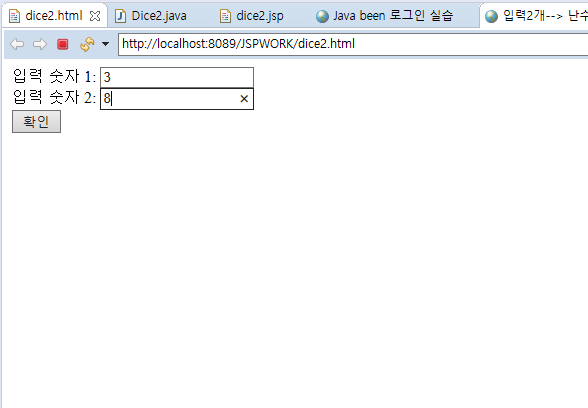 dice2.html Dice2.java dice2.jsp Java been 로그인 실습 입력2개--> 난수
http://localhost:8089/JSPWORK/dice2.html
입력 숫자 1: 3
입력 숫자 2: 8
확인